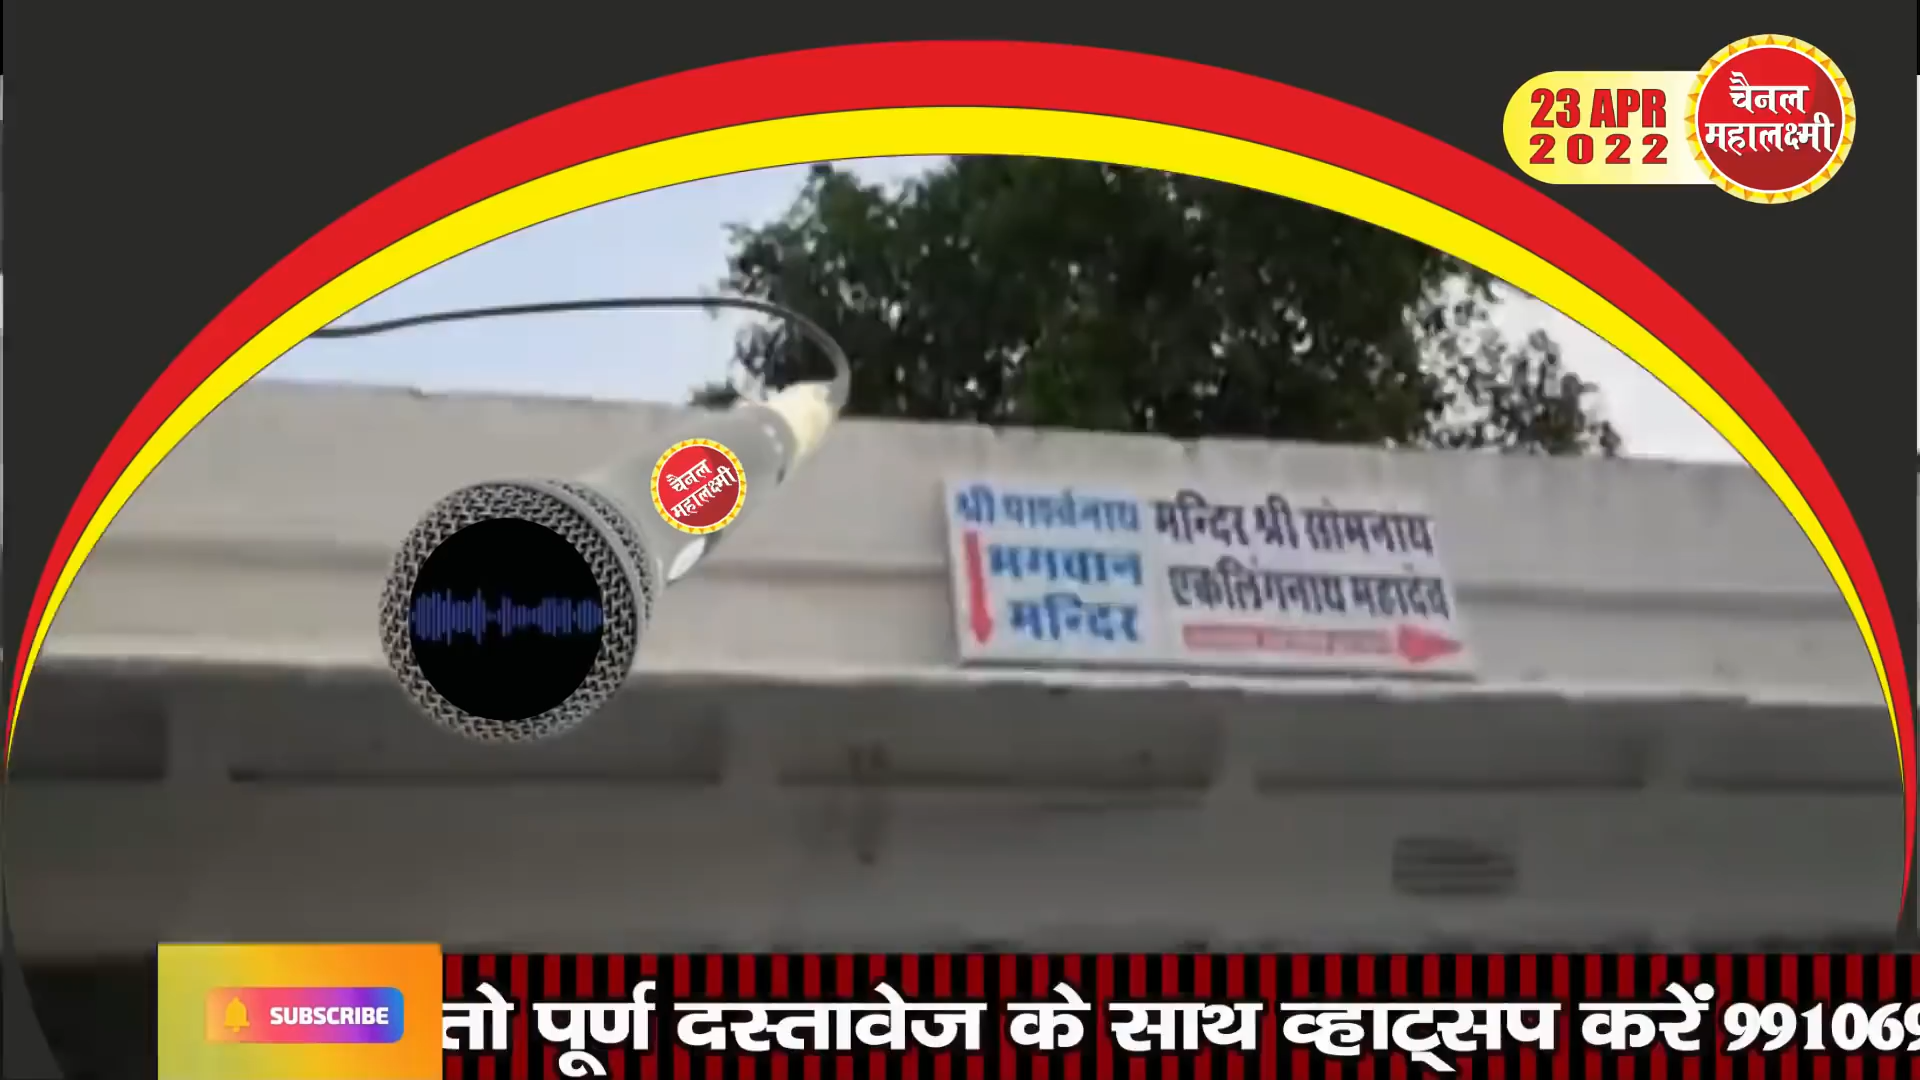 23 APR
2022
चैनल
महालक्ष्मी
चैनल
महालक्ष्मी
श्री पार्श्वनाथ
भगवान
मन्दिर
मन्दिर श्री सोमनाथ
एकलिंगनाथ महादेव
SUBSCRIBE
तो पूर्ण दस्तावेज के साथ व्हाट्सप करें 991069